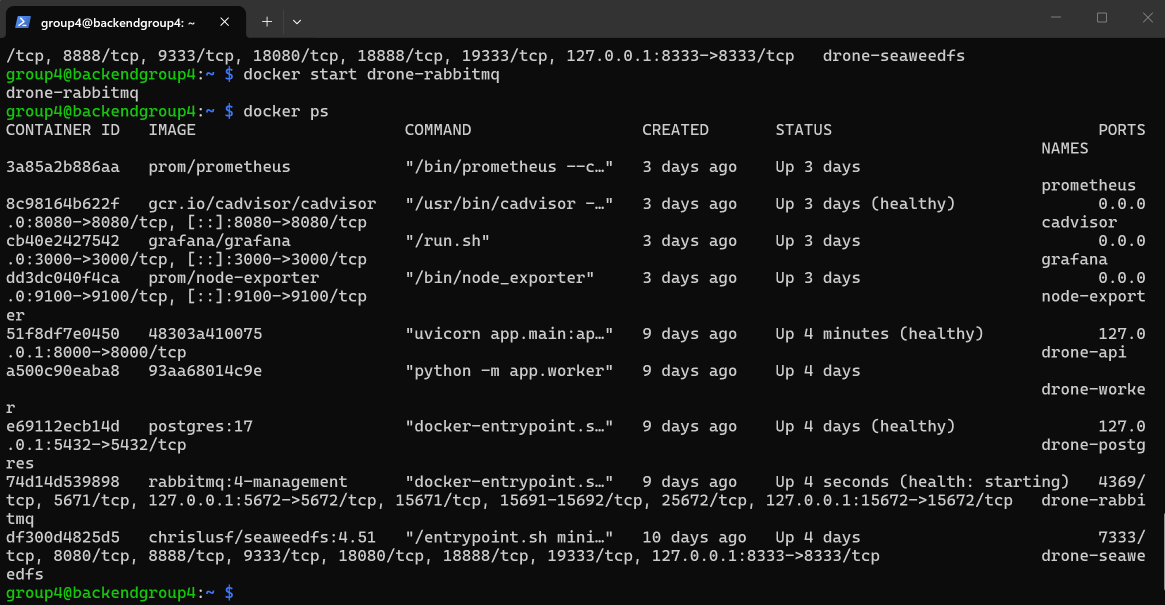 group4@backendgroup4: ~
/tcp, 8888/tcp, 9333/tcp, 18080/tcp, 18888/tcp, 19333/tcp, 127.0.0.1:8333->8333/tcp   drone-seaweedfs
group4@backendgroup4:~ $ docker start drone-rabbitmq
drone-rabbitmq
group4@backendgroup4:~ $ docker ps
CONTAINER ID   IMAGE                      COMMAND                  CREATED       STATUS                            PORTS
NAMES
3a85a2b886aa   prom/prometheus            "/bin/prometheus --c…"   3 days ago    Up 3 days
prometheus
8c98164b622f   gcr.io/cadvisor/cadvisor   "/usr/bin/cadvisor -…"   3 days ago    Up 3 days (healthy)               0.0.0
.0:8080->8080/tcp, [::]:8080->8080/tcp                                                                       cadvisor
cb40e2427542   grafana/grafana            "/run.sh"                3 days ago    Up 3 days                         0.0.0
.0:3000->3000/tcp, [::]:3000->3000/tcp                                                                       grafana
dd3dc040f4ca   prom/node-exporter         "/bin/node_exporter"     3 days ago    Up 3 days                         0.0.0
.0:9100->9100/tcp, [::]:9100->9100/tcp                                                                       node-export
er
51f8df7e0450   48303a410075               "uvicorn app.main:ap…"   9 days ago    Up 4 minutes (healthy)            127.0
.0.1:8000->8000/tcp                                                                                          drone-api
a500c90eaba8   93aa68014c9e               "python -m app.worker"   9 days ago    Up 4 days
drone-worke
r
e69112ecb14d   postgres:17                "docker-entrypoint.s…"   9 days ago    Up 4 days (healthy)               127.0
.0.1:5432->5432/tcp                                                                                          drone-postg
res
74d14d539898   rabbitmq:4-management      "docker-entrypoint.s…"   9 days ago    Up 4 seconds (health: starting)   4369/
tcp, 5671/tcp, 127.0.0.1:5672->5672/tcp, 15671/tcp, 15691-15692/tcp, 25672/tcp, 127.0.0.1:15672->15672/tcp   drone-rabbi
tmq
df300d4825d5   chrislusf/seaweedfs:4.51   "/entrypoint.sh mini…"   10 days ago   Up 4 days                         7333/
tcp, 8080/tcp, 8888/tcp, 9333/tcp, 18080/tcp, 18888/tcp, 19333/tcp, 127.0.0.1:8333->8333/tcp                 drone-seawe
edfs
group4@backendgroup4:~ $